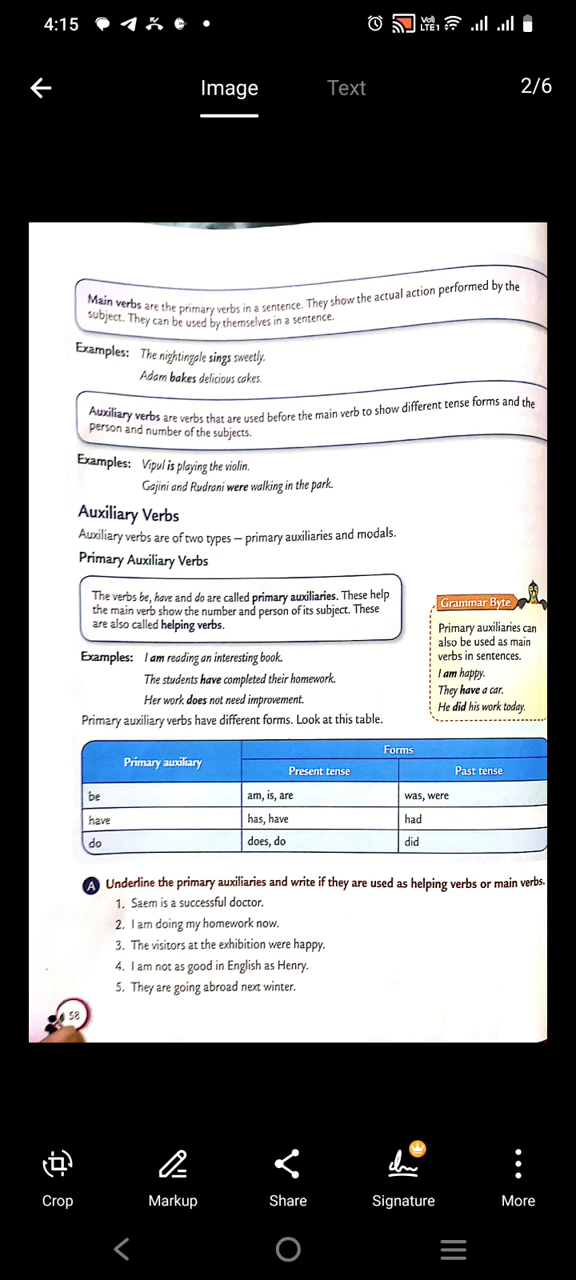 4:15
Vo))
LTE1
Image
Text
2/6
Main verbs are the primary verbs in a sentence. They show the actual action performed by the
subject. They can be used by themselves in a sentence.
Examples: The nightingale sings sweetly.
Adam bakes delicious cakes.
Auxiliary verbs are verbs that are used before the main verb to show different tense forms and the
person and number of the subjects.
Examples: Vipul is playing the violin.
Gajini and Rudrani were walking in the park.
Auxiliary Verbs
Auxiliary verbs are of two types – primary auxiliaries and modals.
Primary Auxiliary Verbs
The verbs be, have and do are called primary auxiliaries. These help
the main verb show the number and person of its subject. These
are also called helping verbs.
Examples: I am reading an interesting book.
The students have completed their homework.
Her work does not need improvement.
Grammar Byte
Primary auxiliaries can
also be used as main
verbs in sentences.
I am happy.
They have a car.
He did his work today.
Primary auxiliary verbs have different forms. Look at this table.
Primary auxiliary
Forms
Present tense
Past tense
be
am, is, are
was, were
have
has, have
had
do
does, do
did
A Underline the primary auxiliaries and write if they are used as helping verbs or main verbs.
1. Saem is a successful doctor.
2. I am doing my homework now.
3. The visitors at the exhibition were happy.
4. I am not as good in English as Henry.
5. They are going abroad next winter.
58
Crop
Markup
Share
Signature
More